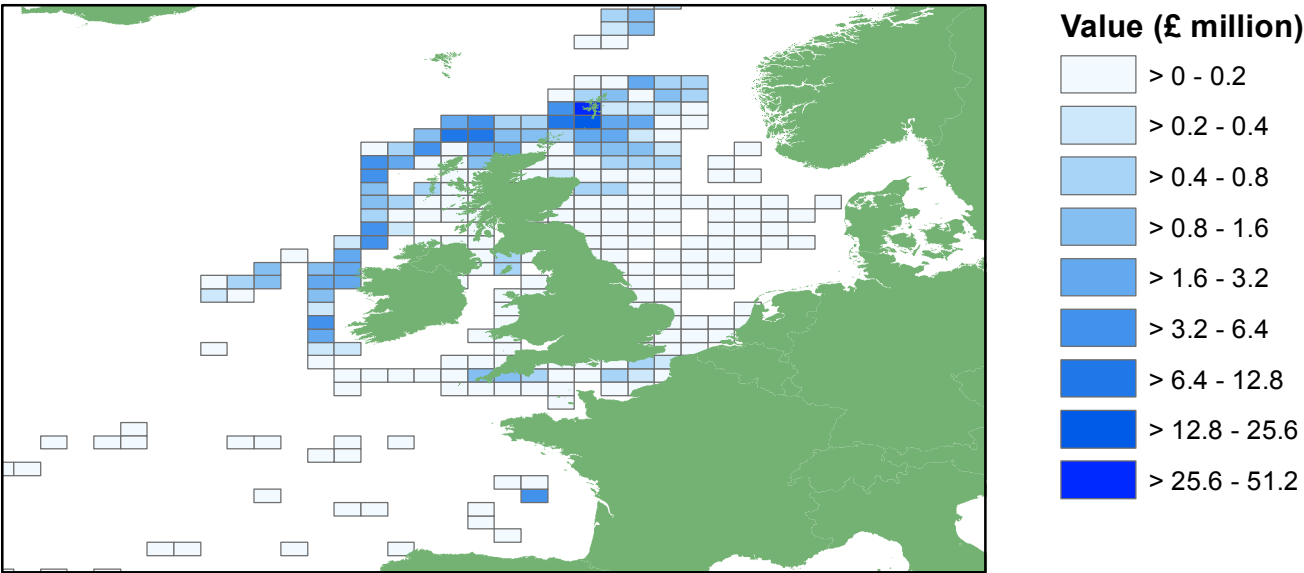 Value (£ million)
> 0 - 0.2
> 0.2 - 0.4
> 0.4 - 0.8
> 0.8 - 1.6
> 1.6 - 3.2
> 3.2 - 6.4
> 6.4 - 12.8
> 12.8 - 25.6
> 25.6 - 51.2